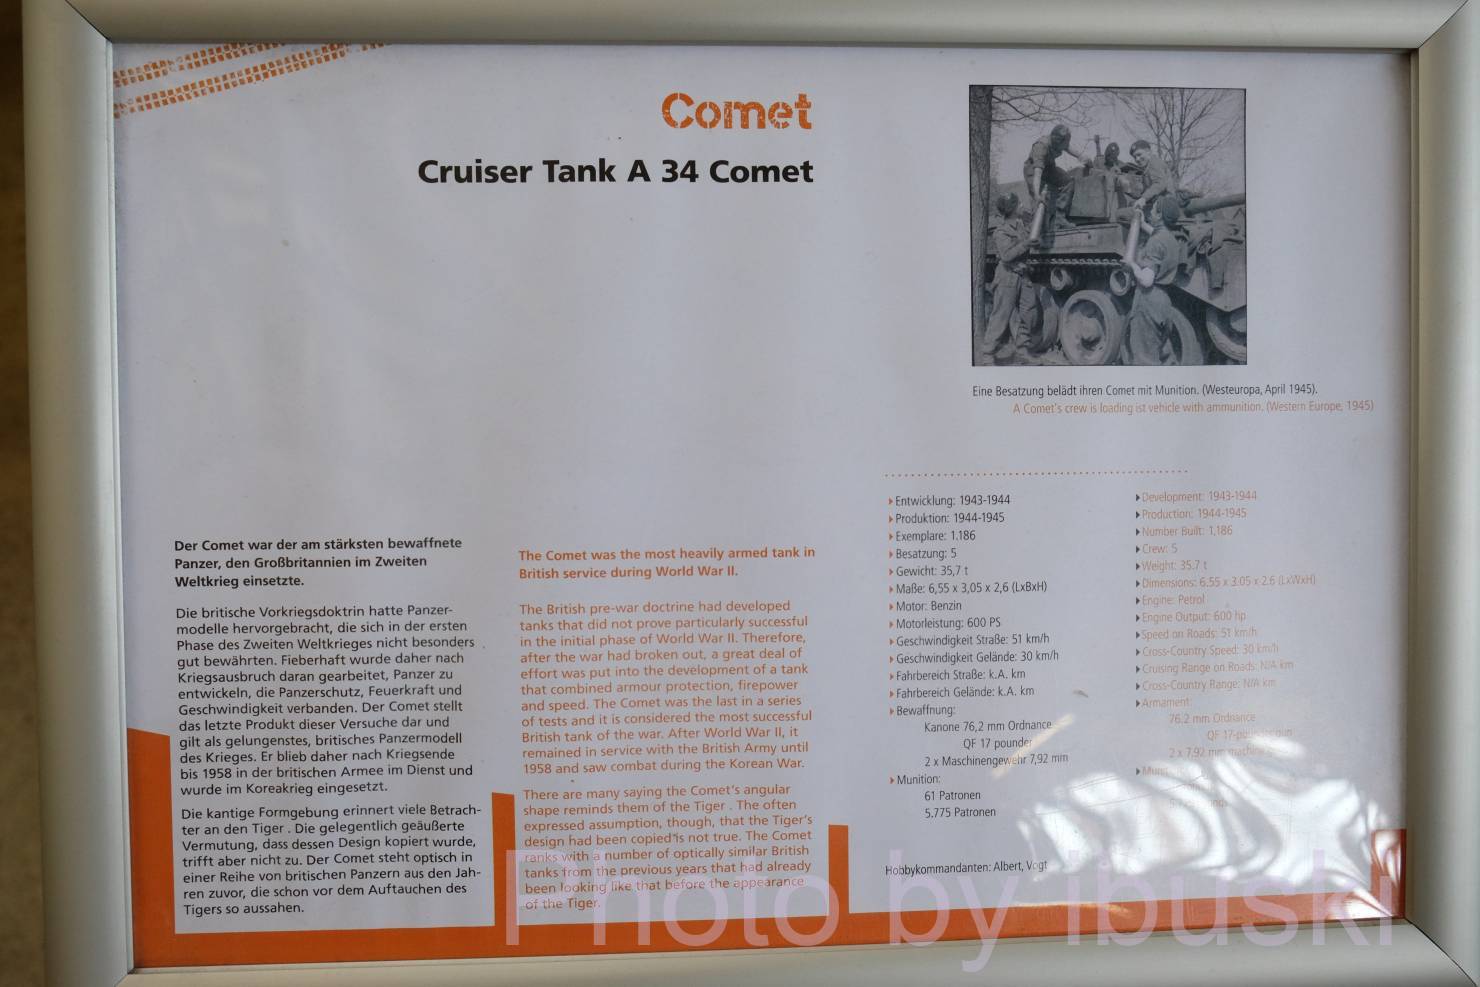 Comet
Cruiser Tank A 34 Comet
Eine Besatzung belädt ihren Comet mit Munition. (Westeuropa, April 1945).
A Comet's crew is loading ist vehicle with ammunition. (Western Europe, 1945)
Der Comet war der am stärksten bewaffnete
Panzer, den Großbritannien im Zweiten
Weltkrieg einsetzte.
Die britische Vorkriegsdoktrin hatte Panzer-
modelle hervorgebracht, die sich in der ersten
Phase des Zweiten Weltkrieges nicht besonders
gut bewährten. Fieberhaft wurde daher nach
Kriegsausbruch daran gearbeitet, Panzer zu
entwickeln, die Panzerschutz, Feuerkraft und
Geschwindigkeit verbanden. Der Comet stellt
das letzte Produkt dieser Versuche dar und
gilt als gelungenstes, britisches Panzermodell
des Krieges. Er blieb daher nach Kriegsende
bis 1958 in der britischen Armee im Dienst und
wurde im Koreakrieg eingesetzt.
Die kantige Formgebung erinnert viele Betrach-
ter an den Tiger . Die gelegentlich geäußerte
Vermutung, dass dessen Design kopiert wurde,
trifft aber nicht zu. Der Comet steht optisch in
einer Reihe von britischen Panzern aus den Jah-
ren zuvor, die schon vor dem Auftauchen des
Tigers so aussahen.
The Comet was the most heavily armed tank in
British service during World War II.
The British pre-war doctrine had developed
tanks that did not prove particularly successful
in the initial phase of World War II. Therefore,
after the war had broken out, a great deal of
effort was put into the development of a tank
that combined armour protection, firepower
and speed. The Comet was the last in a series
of tests and it is considered the most successful
British tank of the war. After World War II, it
remained in service with the British Army until
1958 and saw combat during the Korean War.
There are many saying the Comet's angular
shape reminds them of the Tiger . The often
expressed assumption, though, that the Tiger's
design had been copied is not true. The Comet
ranks with a number of optically similar British
tanks from the previous years that had already
been looking like that before the appearance
of the Tiger.
Entwicklung: 1943-1944
Produktion: 1944-1945
Exemplare: 1.186
Besatzung: 5
Gewicht: 35,7 t
Maße: 6,55 x 3,05 x 2,6 (LxBxH)
Motor: Benzin
Motorleistung: 600 PS
Geschwindigkeit Straße: 51 km/h
Geschwindigkeit Gelände: 30 km/h
Fahrbereich Straße: k.A. km
Fahrbereich Gelände: k.A. km
Bewaffnung:
Kanone 76,2 mm Ordnance
QF 17 pounder
2 x Maschinengewehr 7,92 mm
Munition:
61 Patronen
5.775 Patronen
Hobbykommandanten: Albert, Vogt
Development: 1943-1944
Production: 1944-1945
Number Built: 1,186
Crew: 5
Weight: 35.7 t
Dimensions: 6.55 x 3.05 x 2.6 (LxWxH)
Engine: Petrol
Engine Output: 600 hp
Speed on Roads: 51 km/h
Cross-Country Speed: 30 km/h
Cruising Range on Roads: N/A km
Cross-Country Range: N/A km
Armament:
76.2 mm Ordnance
QF 17-pounder gun
2 x 7.92 mm machine
Photo by ibuski